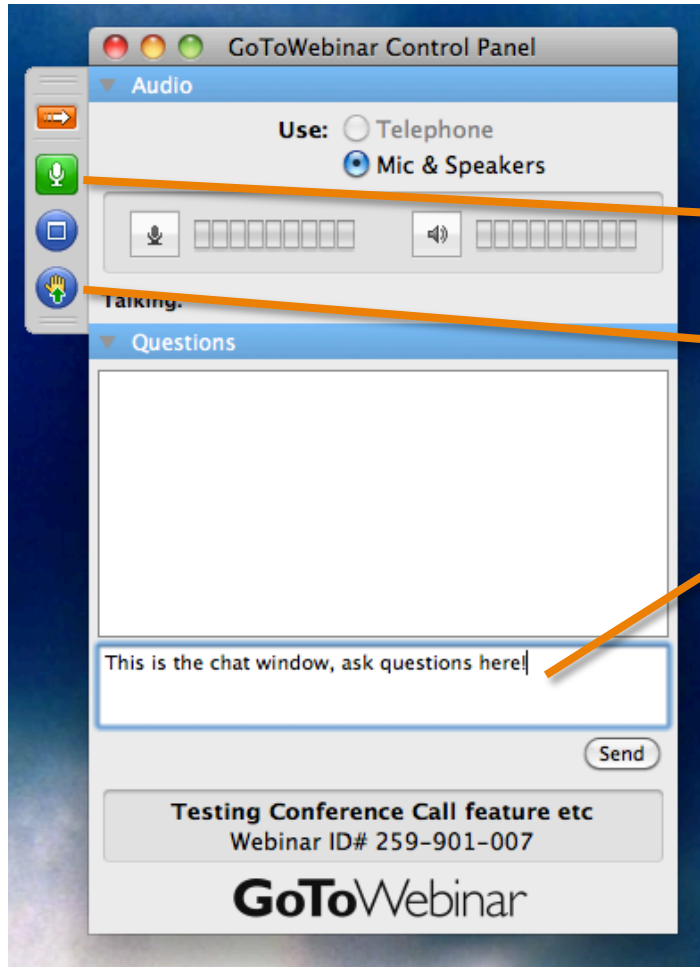 GoToWebinar Control Panel
Audio
Use: Telephone
Mic & Speakers
Talking:
Questions
This is the chat window, ask questions here!
Send
Testing Conference Call feature etc
Webinar ID# 259-901-007
GoToWebinar